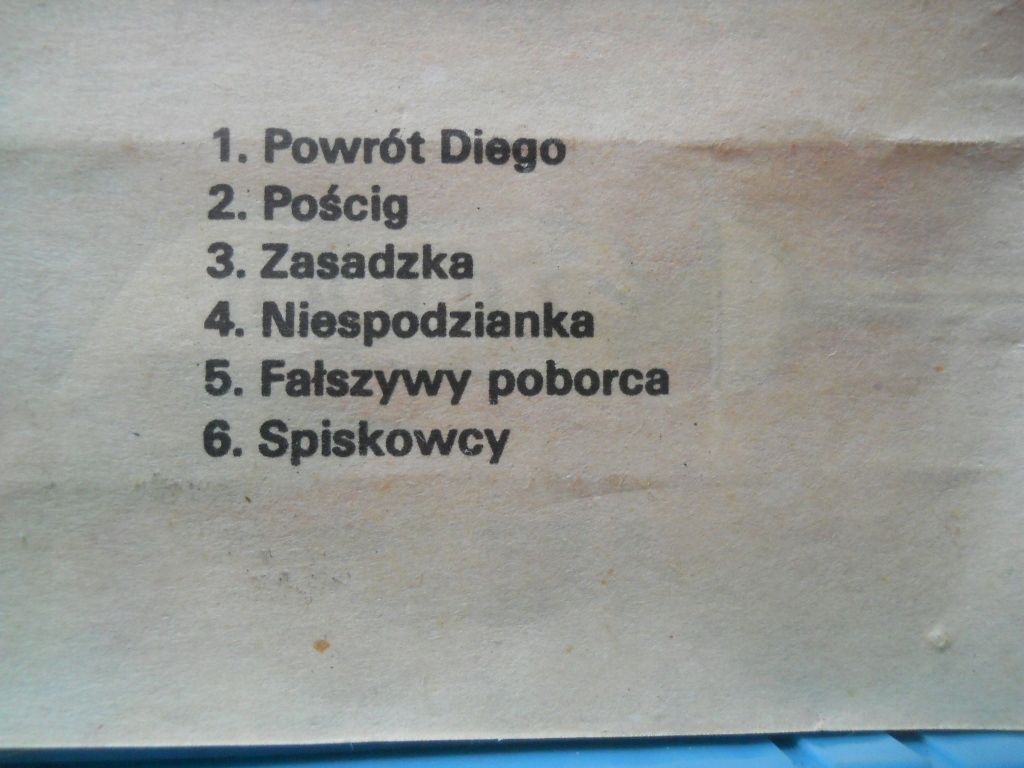 1. Powrót Diego
2. Pościg
3. Zasadzka
4. Niespodzianka
5. Fałszywy poborca
6. Spiskowcy